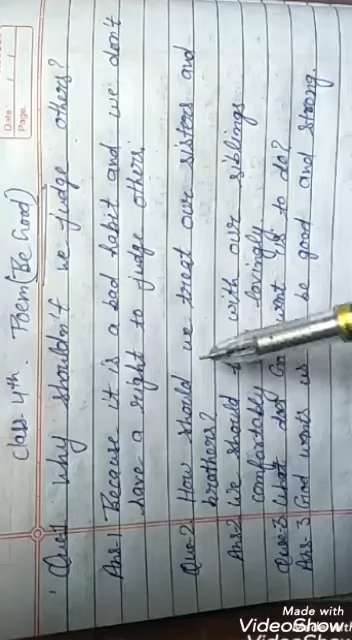 Date / /
Page
Class- 4th. Poem (Be Good)
Que-1 Why shouldn't we judge others?
Ans-1 Because it is a bad habit and we don't
have a right to judge others.
Que-2 How should we treat our sisters and
brothers?
Ans-2 We should with our siblings
comfortably lovingly
Que-3 What us to do?
Ans-3 God wants us be good and strong.
Made with
VideoShow